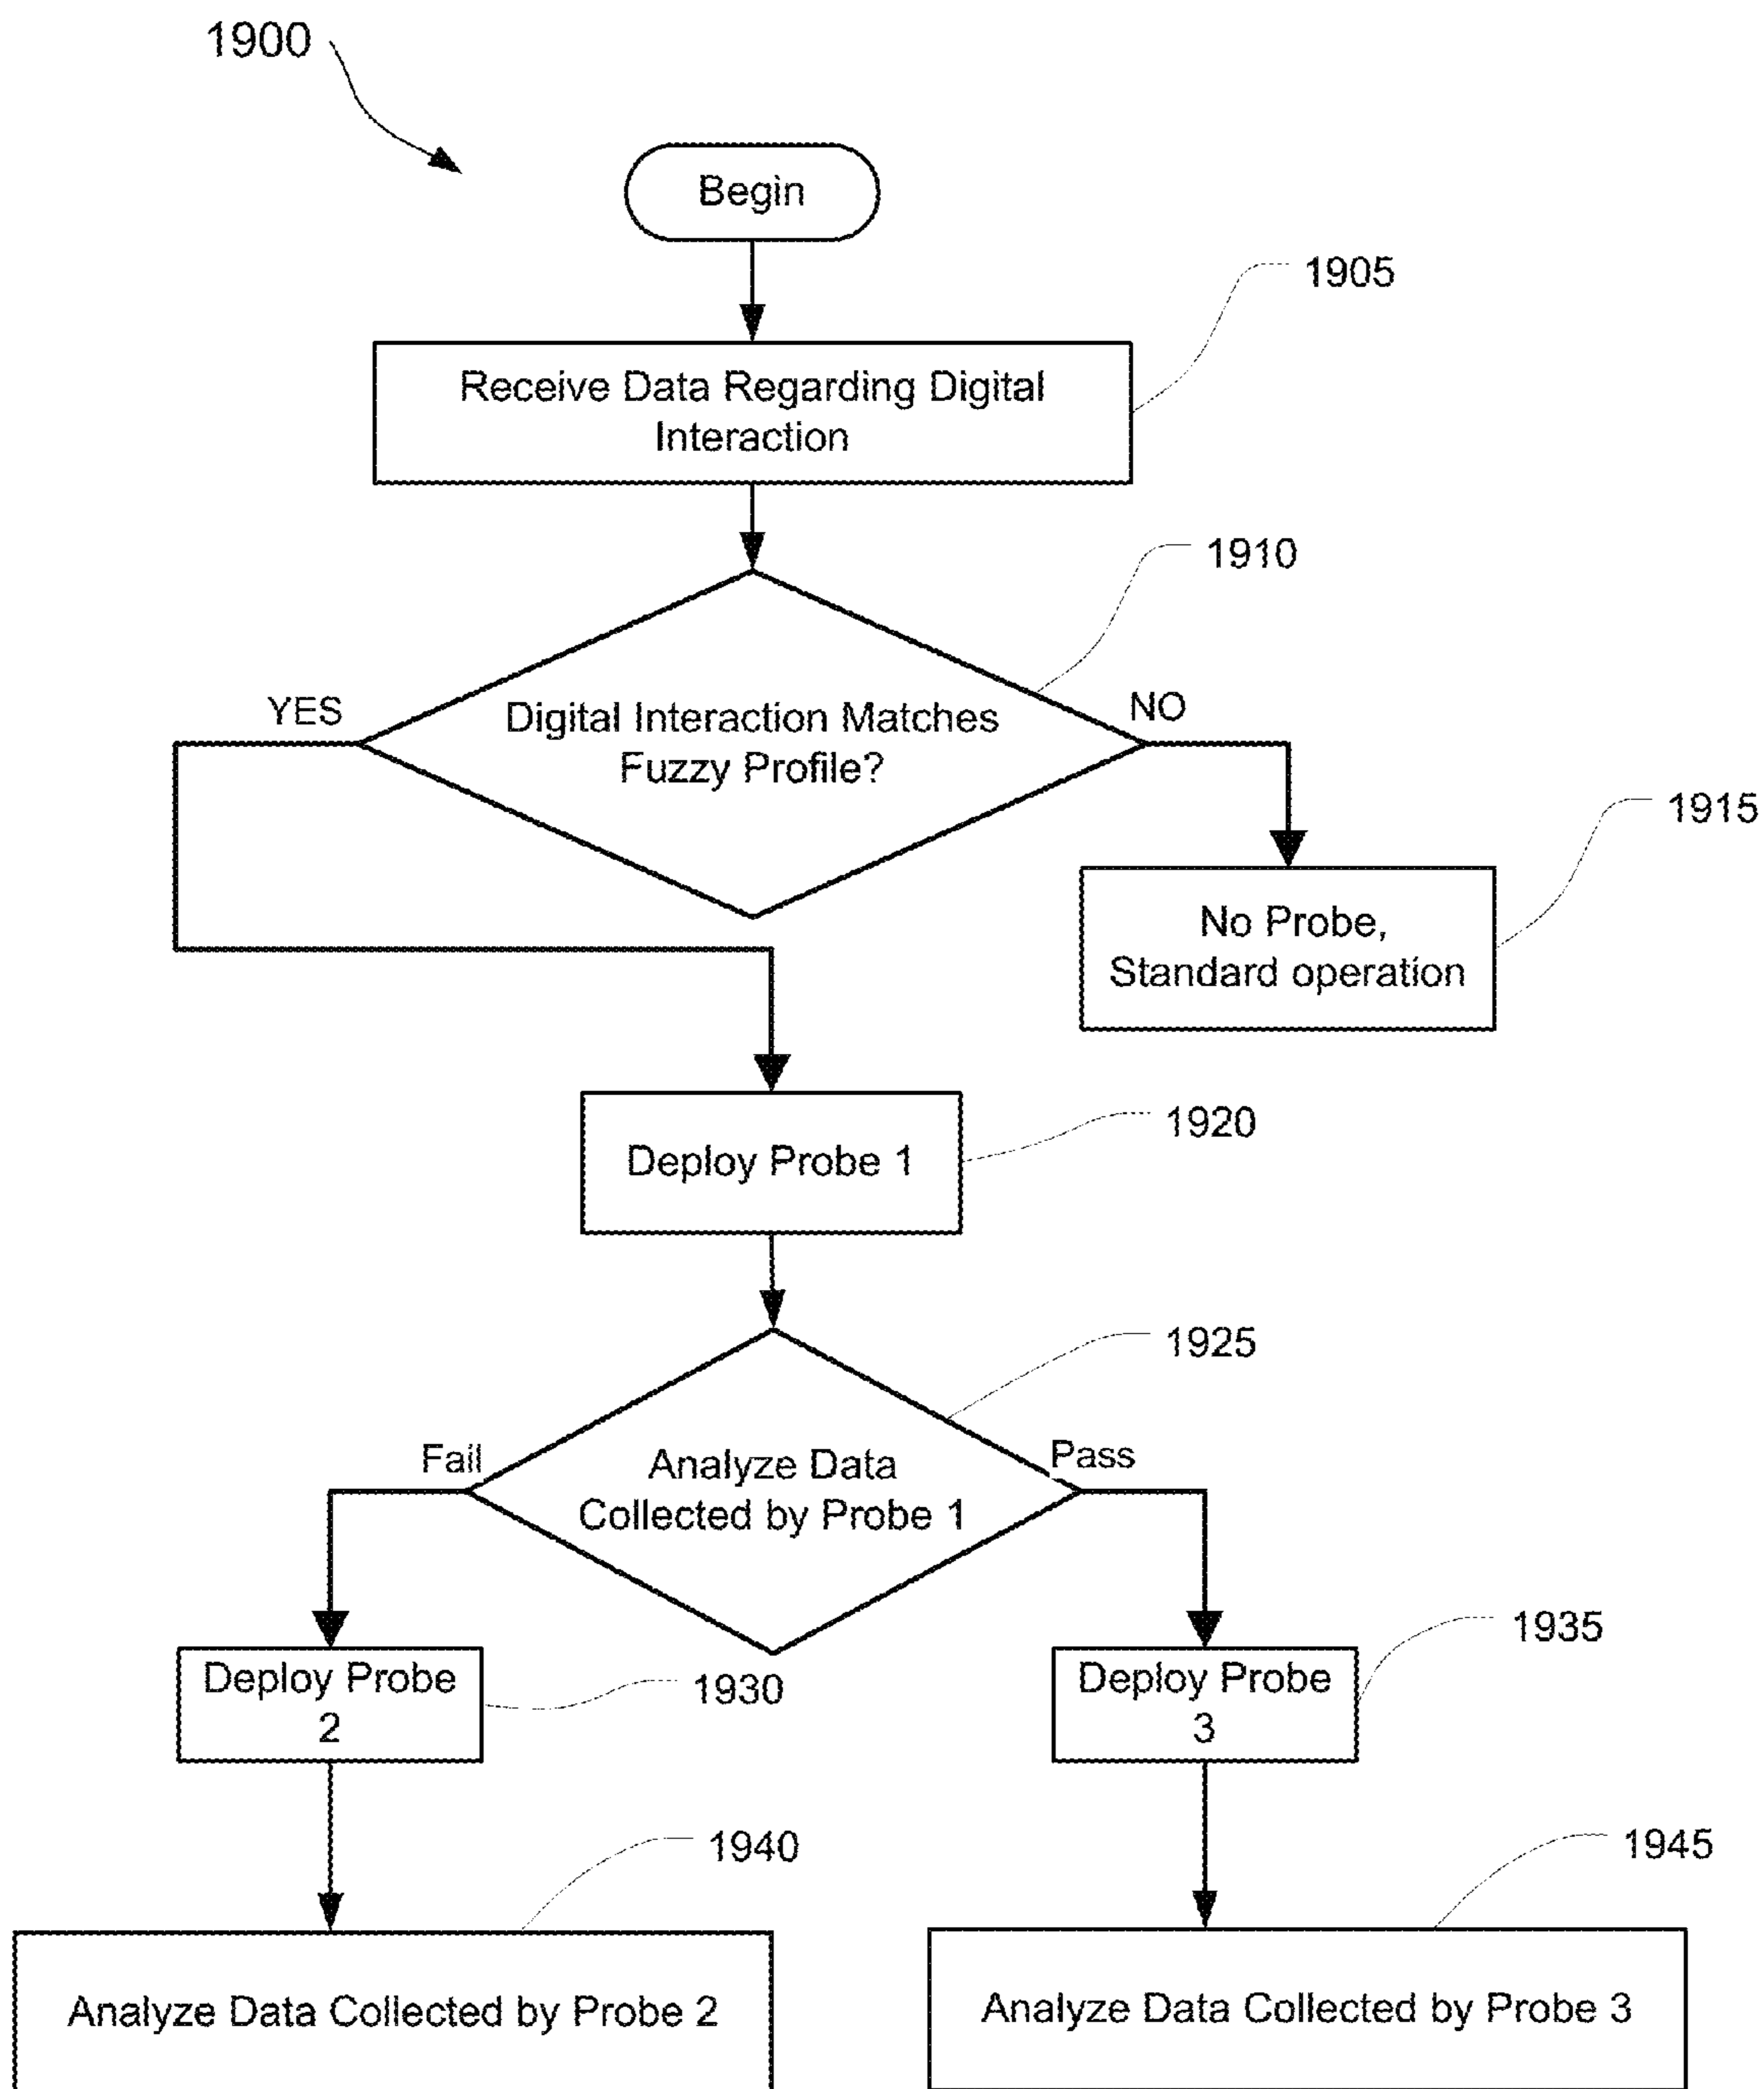 1900
Begin
1905
Receive Data Regarding Digital
Interaction
1910
YES
Digital Interaction Matches
Fuzzy Profile?
NO
1915
No Probe,
Standard operation
1920
Deploy Probe 1
1925
Fail
Analyze Data
Collected by Probe 1
Pass
1935
Deploy Probe
2
1930
Deploy Probe
3
1940
1945
Analyze Data Collected by Probe 2
Analyze Data Collected by Probe 3